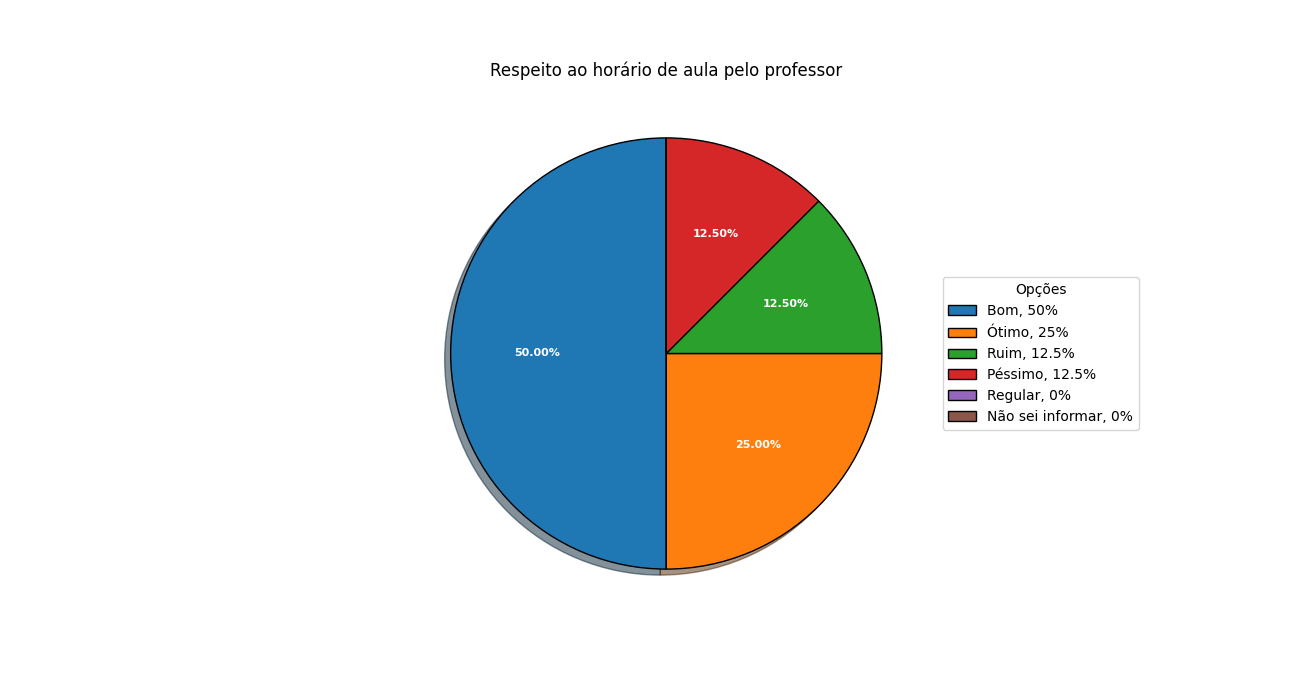 Respeito ao horário de aula pelo professor
12.50%
12.50%
50.00%
25.00%
Opções
Bom, 50%
Ótimo, 25%
Ruim, 12.5%
Péssimo, 12.5%
Regular, 0%
Não sei informar, 0%